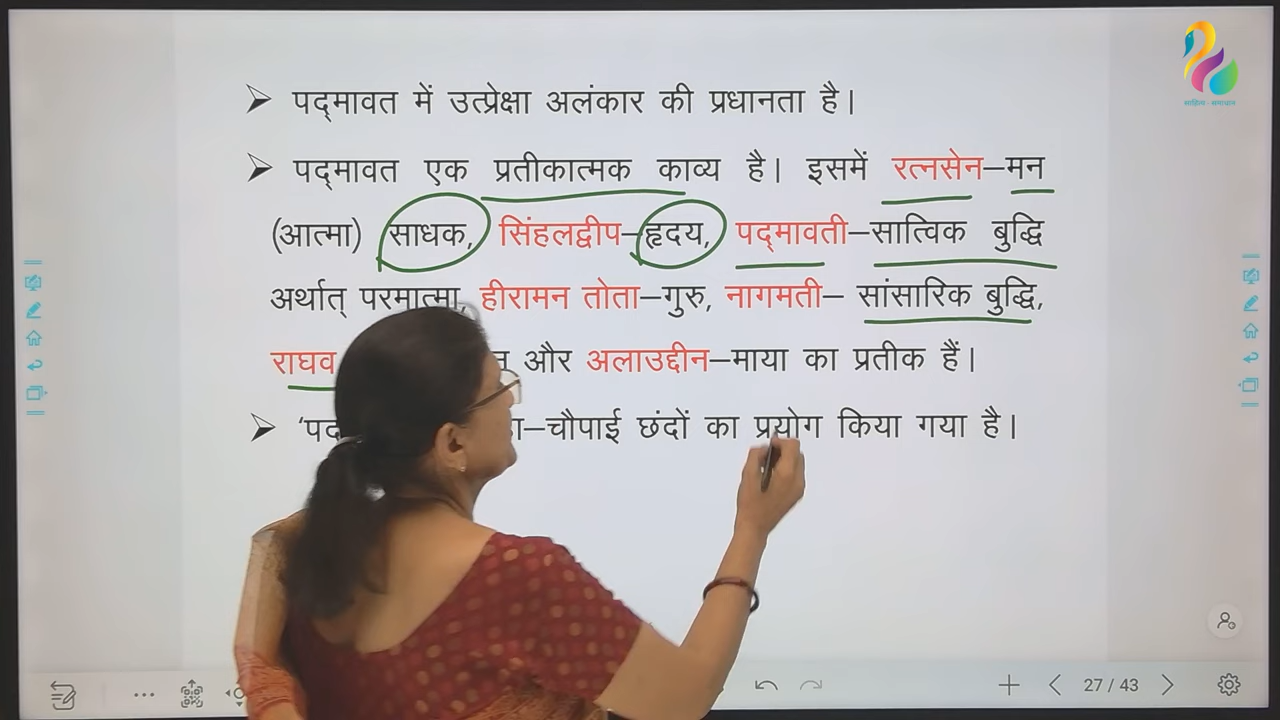 साहित्य - समाधान
➢ पद्‌मावत में उत्प्रेक्षा अलंकार की प्रधानता है।
➢ पद्‌मावत एक प्रतीकात्मक काव्य है। इसमें रत्नसेन–मन
(आत्मा) साधक, सिंहलद्वीप–हृदय, पद्‌मावती–सात्विक बुद्धि
अर्थात् परमात्मा, हीरामन तोता–गुरु, नागमती– सांसारिक बुद्धि,
राघव और अलाउद्दीन–माया का प्रतीक हैं।
➢ –चौपाई छंदों का प्रयोग किया गया है।
27 / 43